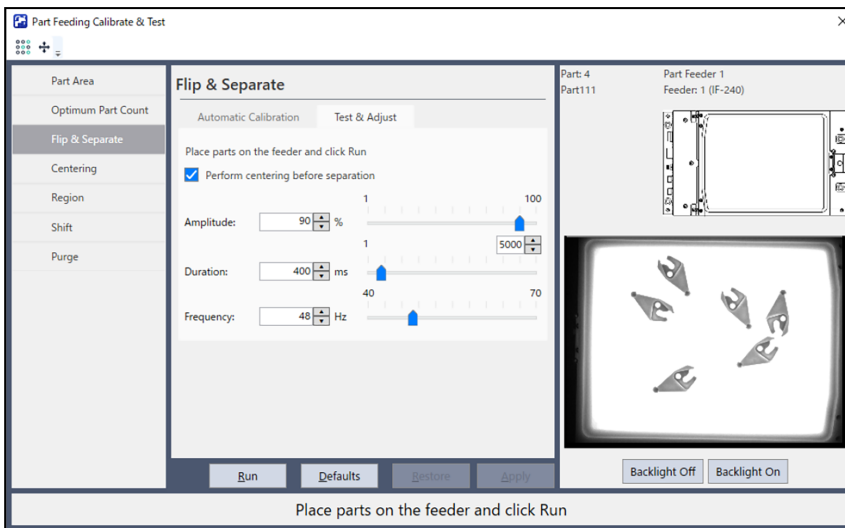 Part Feeding Calibrate & Test
Part Area
Optimum Part Count
Flip & Separate
Centering
Region
Shift
Purge
Flip & Separate
Automatic Calibration
Test & Adjust
Place parts on the feeder and click Run
Perform centering before separation
1 100
Amplitude: 90 %
1 5000
Duration: 400 ms
40 70
Frequency: 48 Hz
Run
Defaults
Restore
Apply
Part: 4 Part Feeder 1
Part111 Feeder: 1 (IF-240)
Backlight Off
Backlight On
Place parts on the feeder and click Run